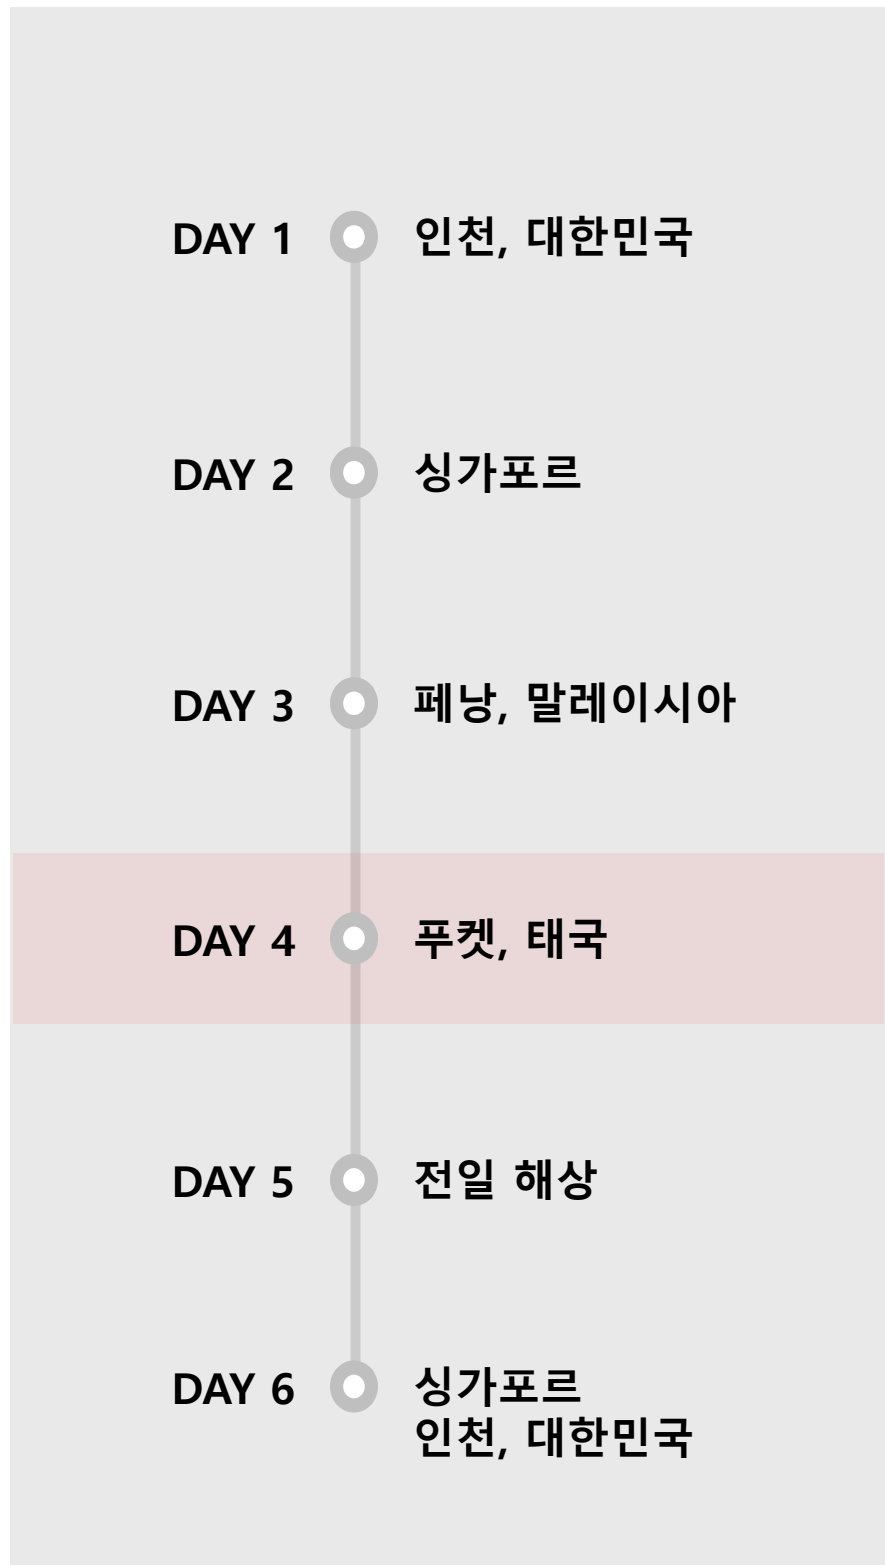 DAY 1 인천, 대한민국
DAY 2 싱가포르
DAY 3 페낭, 말레이시아
DAY 4 푸켓, 태국
DAY 5 전일 해상
DAY 6 싱가포르
인천, 대한민국